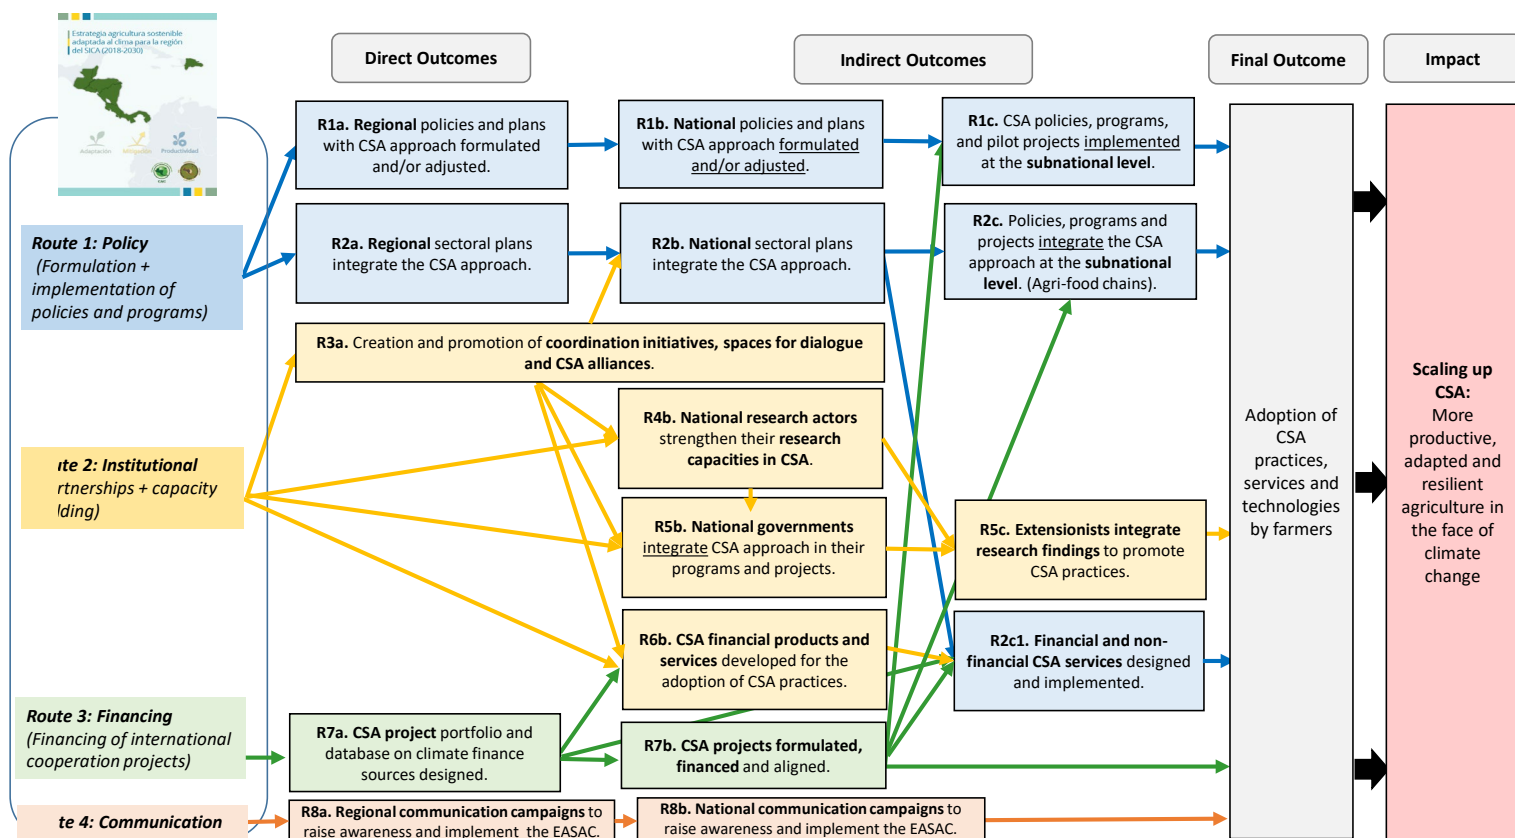 Estrategia agricultura sostenible
adaptada al clima para la región
del SICA (2018-2030)
Adaptación
Mitigación
Productividad
Direct Outcomes
Indirect Outcomes
Final Outcome
Impact
R1a. Regional policies and plans
with CSA approach formulated
and/or adjusted.
R1b. National policies and plans
with CSA approach formulated
and/or adjusted.
R1c. CSA policies, programs,
and pilot projects implemented
at the subnational level.
Route 1: Policy
(Formulation +
implementation of
policies and programs)
R2a. Regional sectoral plans
integrate the CSA approach.
R2b. National sectoral plans
integrate the CSA approach.
R2c. Policies, programs and
projects integrate the CSA
approach at the subnational
level. (Agri-food chains).
R3a. Creation and promotion of coordination initiatives, spaces for dialogue
and CSA alliances.
R4b. National research actors
strengthen their research
capacities in CSA.
ite 2: Institutional
rtnerships + capacity
lding)
R5b. National governments
integrate CSA approach in their
programs and projects.
R5c. Extensionists integrate
research findings to promote
CSA practices.
R6b. CSA financial products and
services developed for the
adoption of CSA practices.
R2c1. Financial and non-
financial CSA services designed
and implemented.
Route 3: Financing
(Financing of international
cooperation projects)
R7a. CSA project portfolio and
database on climate finance
sources designed.
R7b. CSA projects formulated,
financed and aligned.
te 4: Communication
R8a. Regional communication campaigns to
raise awareness and implement the EASAC.
R8b. National communication campaigns to
raise awareness and implement the EASAC.
Adoption of
CSA
practices,
services and
technologies
by farmers
Scaling up
CSA:
More
productive,
adapted and
resilient
agriculture in
the face of
climate
change